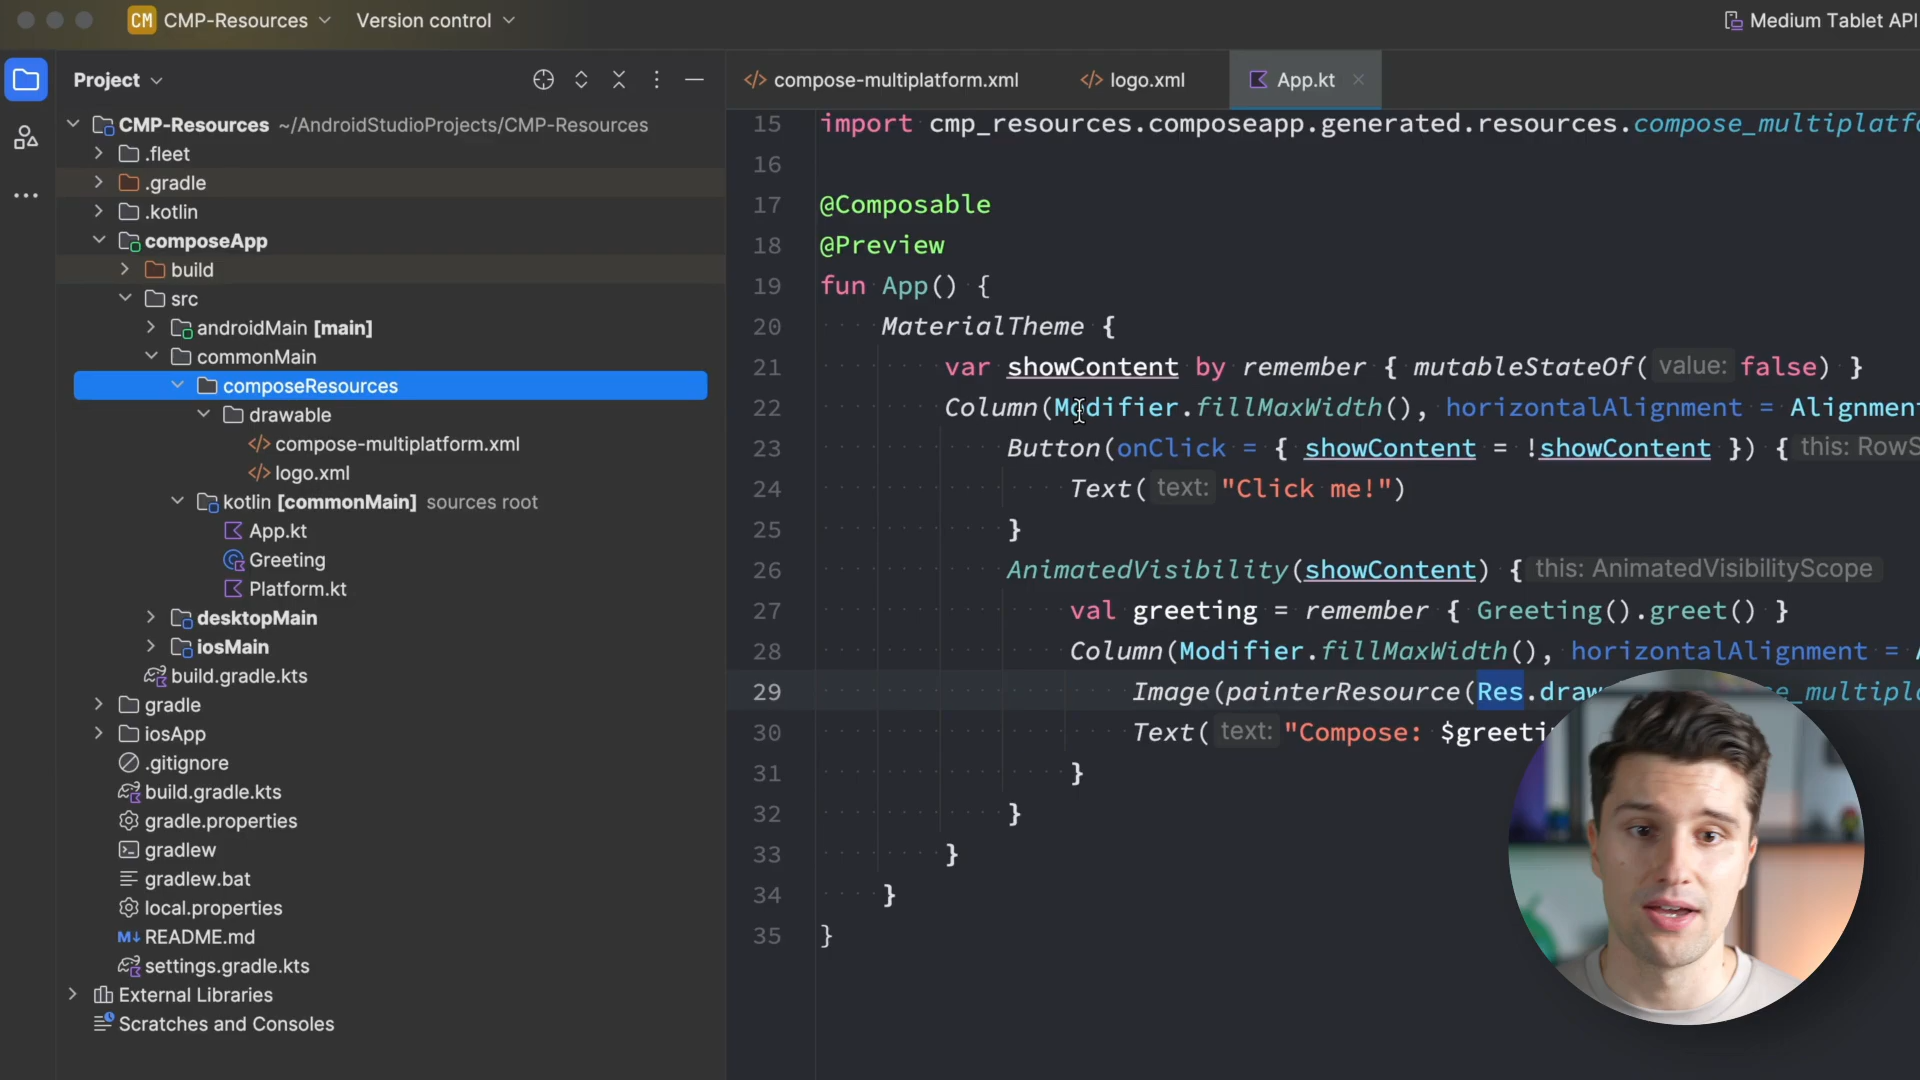 CM CMP-Resources
Version control
Medium Tablet API
Project
CMP-Resources ~/AndroidStudioProjects/CMP-Resources
.fleet
.gradle
.kotlin
composeApp
build
src
androidMain [main]
commonMain
composeResources
drawable
compose-multiplatform.xml
logo.xml
kotlin [commonMain] sources root
App.kt
Greeting
Platform.kt
desktopMain
iosMain
build.gradle.kts
gradle
iosApp
.gitignore
build.gradle.kts
gradle.properties
gradlew
gradlew.bat
local.properties
README.md
settings.gradle.kts
External Libraries
Scratches and Consoles
compose-multiplatform.xml
logo.xml
App.kt
15 import cmp_resources.composeapp.generated.resources.compose_multiplatfo
16
17 @Composable
18 @Preview
19 fun App() {
20 MaterialTheme {
21 var showContent by remember { mutableStateOf( value: false) }
22 Column(Modifier.fillMaxWidth(), horizontalAlignment = Alignment
23 Button(onClick = { showContent = !showContent }) { this: RowS
24 Text( text: "Click me!")
25 }
26 AnimatedVisibility(showContent) { this: AnimatedVisibilityScope
27 val greeting = remember { Greeting().greet() }
28 Column(Modifier.fillMaxWidth(), horizontalAlignment = A
29 Image(painterResource(Res.draw e_multipl
30 Text( text: "Compose: $greeti
31 }
32 }
33 }
34 }
35 }